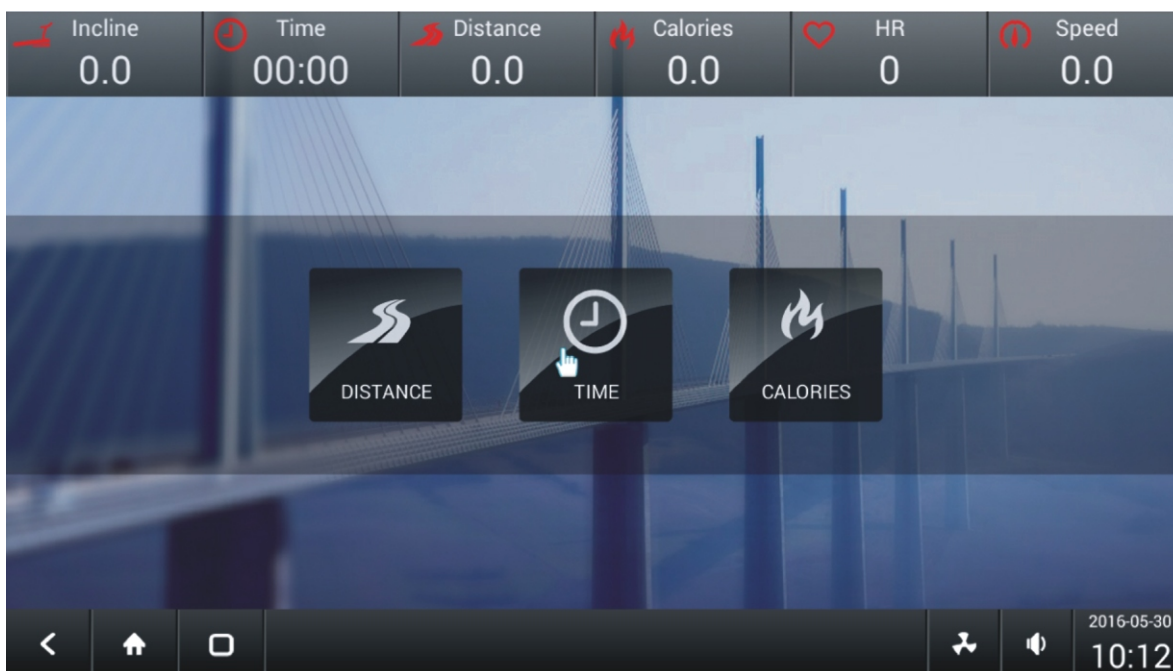 Incline Time Distance Calories HR Speed
0.0 00:00 0.0 0.0 0 0.0
DISTANCE TIME CALORIES
2016-05-30
10:12